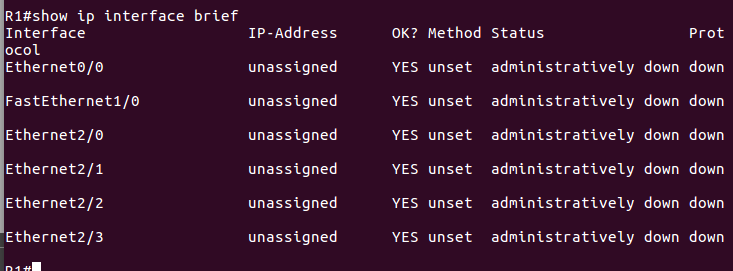 R1#show ip interface brief
Interface                  IP-Address      OK? Method Status                Prot
ocol
Ethernet0/0                unassigned      YES unset  administratively down down
FastEthernet1/0            unassigned      YES unset  administratively down down
Ethernet2/0                unassigned      YES unset  administratively down down
Ethernet2/1                unassigned      YES unset  administratively down down
Ethernet2/2                unassigned      YES unset  administratively down down
Ethernet2/3                unassigned      YES unset  administratively down down
R1#